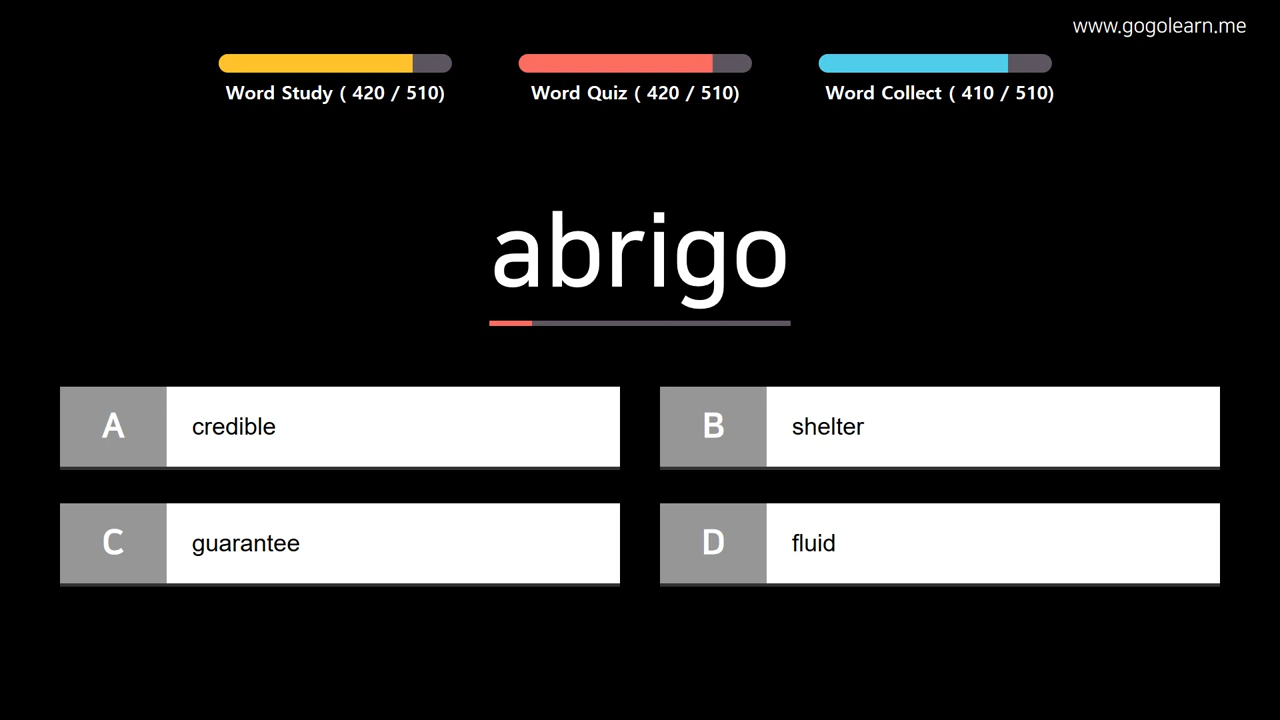 www.gogolearn.me
Word Study ( 420 / 510)
Word Quiz ( 420 / 510)
Word Collect ( 410 / 510)
abrigo
A credible
B shelter
C guarantee
D fluid